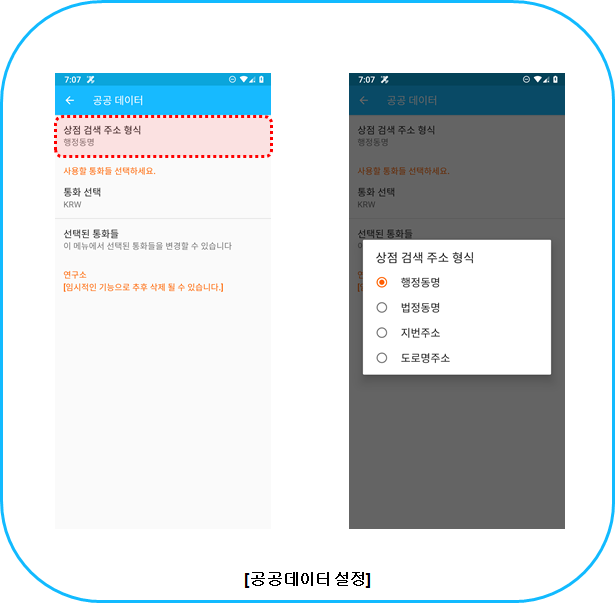 7:07
공공 데이터
상점 검색 주소 형식
행정동명
사용할 통화들 선택하세요.
통화 선택
KRW
선택된 통화들
이 메뉴에서 선택된 통화들을 변경할 수 있습니다
연구소
[임시적인 기능으로 추후 삭제 될 수 있습니다.]
7:07
공공 데이터
상점 검색 주소 형식
행정동명
사용할 통화들 선택하세요.
통화 선택
KRW
선택된 통화들
상점 검색 주소 형식
행정동명
법정동명
지번주소
도로명주소
[공공데이터 설정]